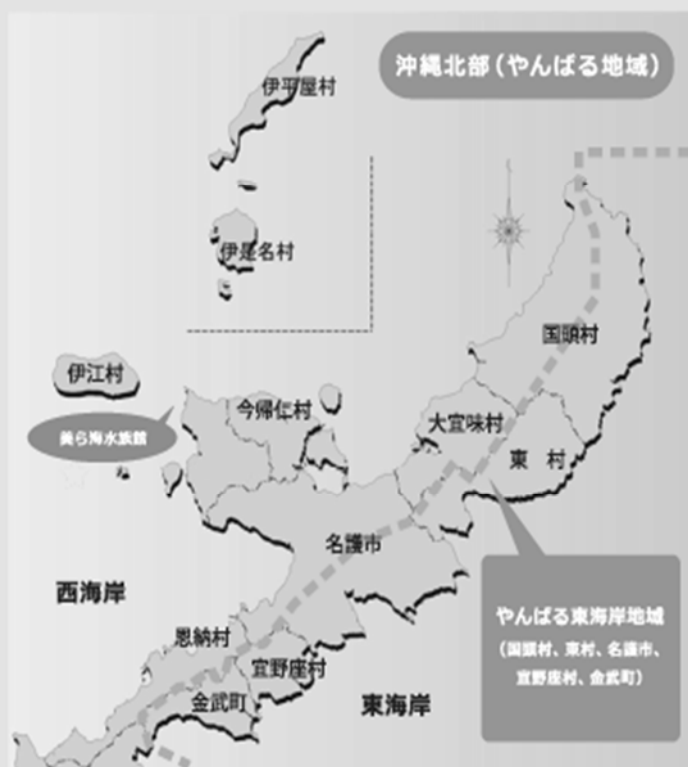 沖縄北部（やんばる地域）
伊平屋村
伊是名村
国頭村
伊江村
今帰仁村
大宜味村
美ら海水族館
東　村
名護市
西海岸
やんばる東海岸地域
（国頭村、東村、名護市、
宜野座村、金武町）
恩納村
宜野座村
金武町
東海岸